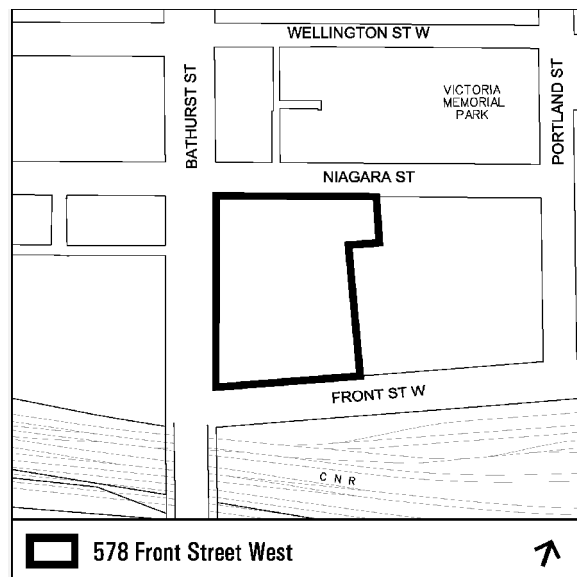 WELLINGTON ST W
BATHURST ST
VICTORIA
MEMORIAL
PARK
PORTLAND ST
NIAGARA ST
FRONT ST W
C N R
578 Front Street West